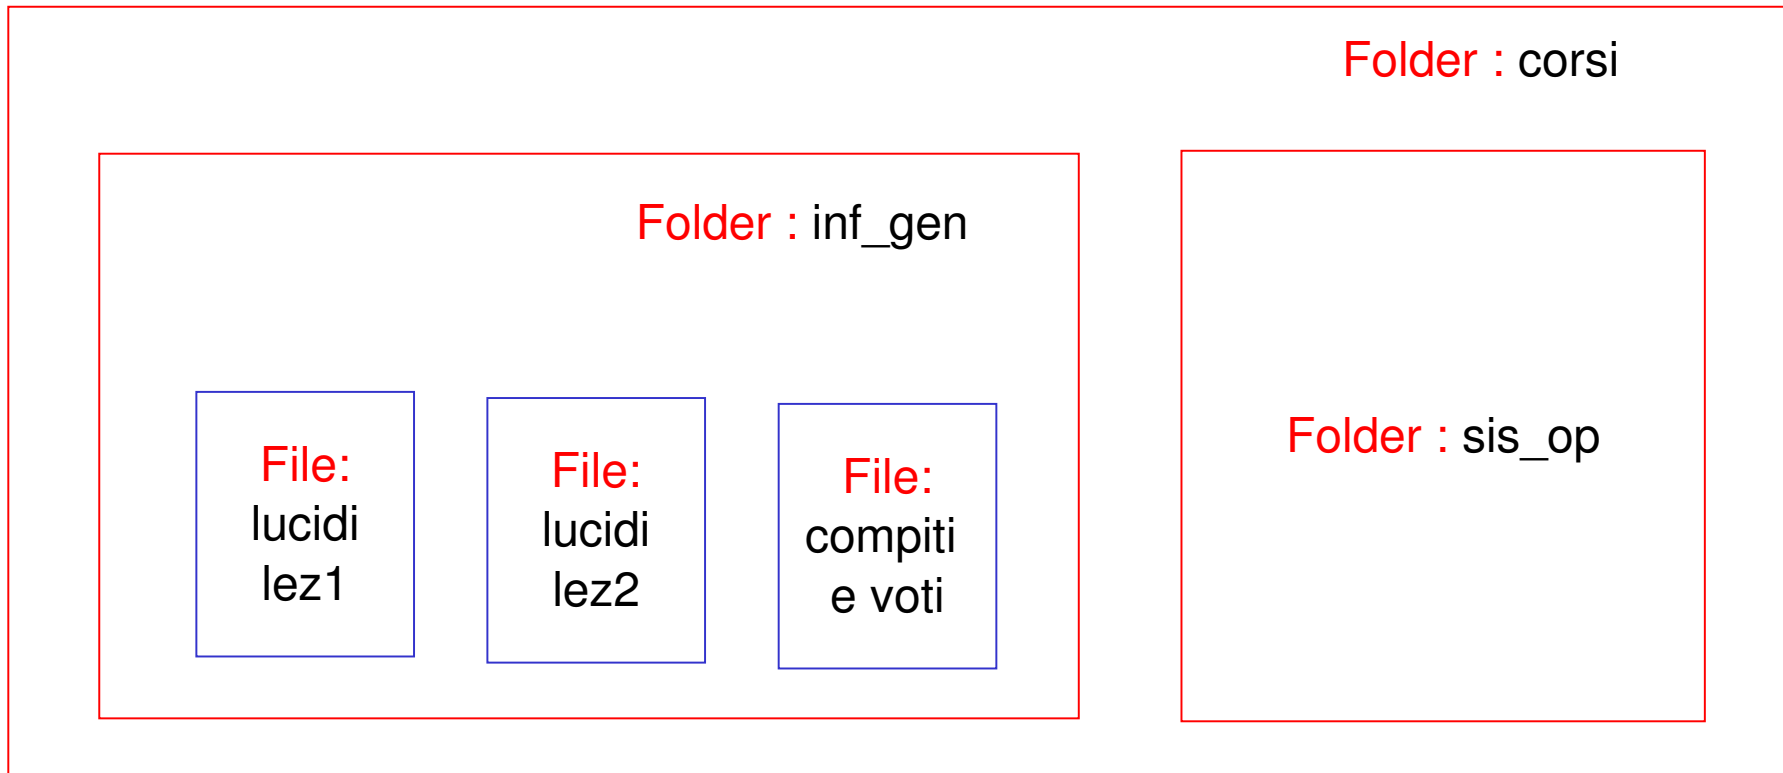 Folder : corsi
Folder : inf_gen
File:
lucidi
lez1
File:
lucidi
lez2
File:
compiti
e voti
Folder : sis_op